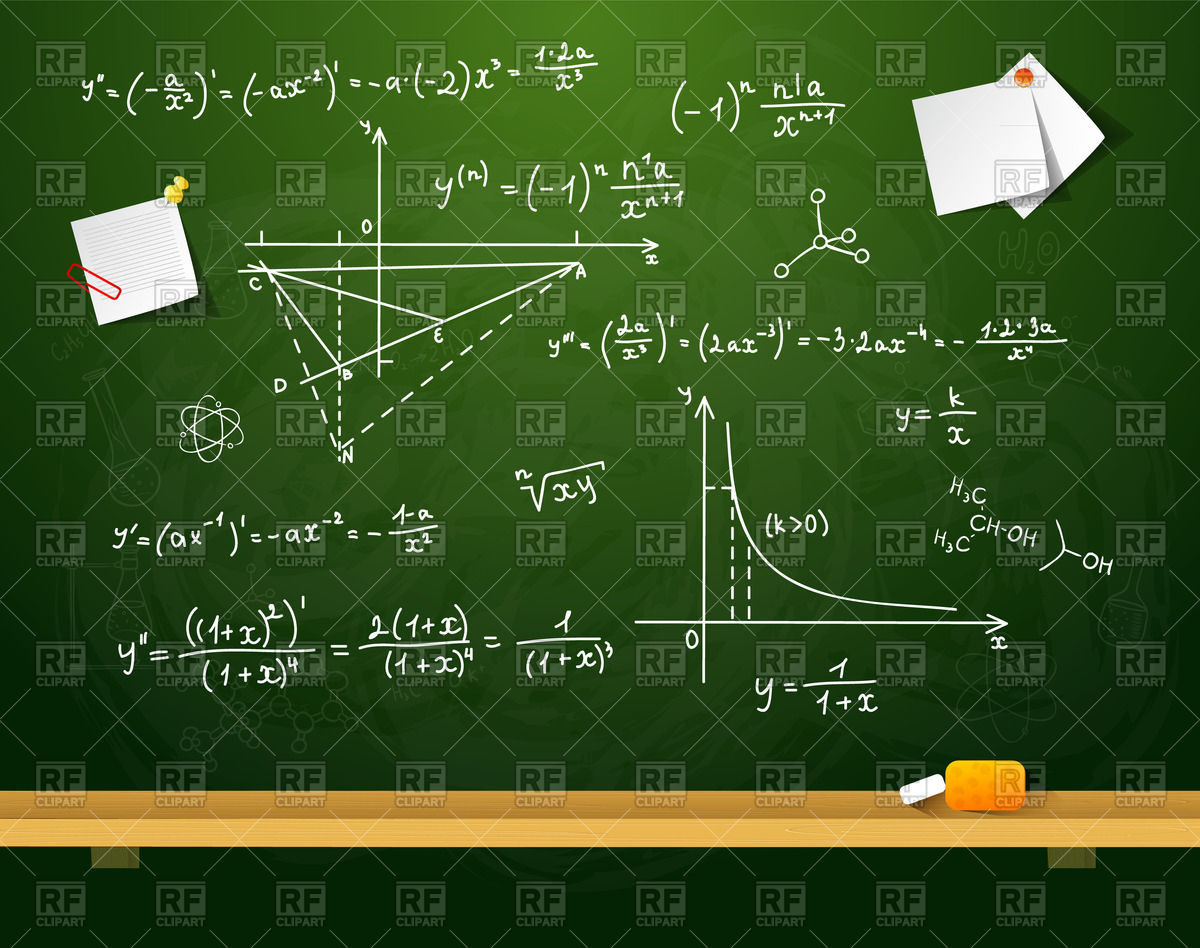 y'' = (-a/x²)' = (-ax⁻²)' = -a·(-2)x³ = 1·2a/x³
(-1)ⁿ n|a/xⁿ⁺¹
y
y⁽ⁿ⁾ = (-1)ⁿ n'a/xⁿ⁺¹
0
x
H₂O
C
A
E
y''' = (2a/x³)' = (2ax⁻³)' = -3·2ax⁻⁴ = - 1·2·3a/x⁴
B
D
Ph
y
y = k/x
N
ⁿ√xy
H₃C
(k>0)
CH-OH
H₃C
OH
y' = (ax⁻¹)' = -ax⁻² = - 1-a/x²
y'' = ((1+x)²)'/(1+x)⁴ = 2(1+x)/(1+x)⁴ = 1/(1+x)³
0
x
y = 1/1+x
RF CLIPART